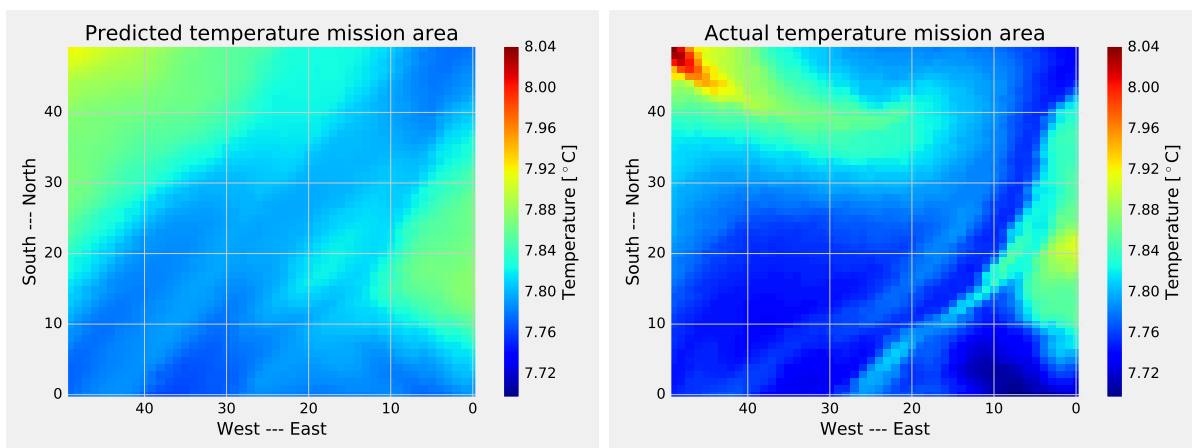 Predicted temperature mission area
South --- North
40
30
20
10
0
40 30 20 10 0
West --- East
8.04
8.00
7.96
7.92
7.88
7.84
7.80
7.76
7.72
Temperature [°C]
Actual temperature mission area
South --- North
40
30
20
10
0
40 30 20 10 0
West --- East
8.04
8.00
7.96
7.92
7.88
7.84
7.80
7.76
7.72
Temperature [°C]